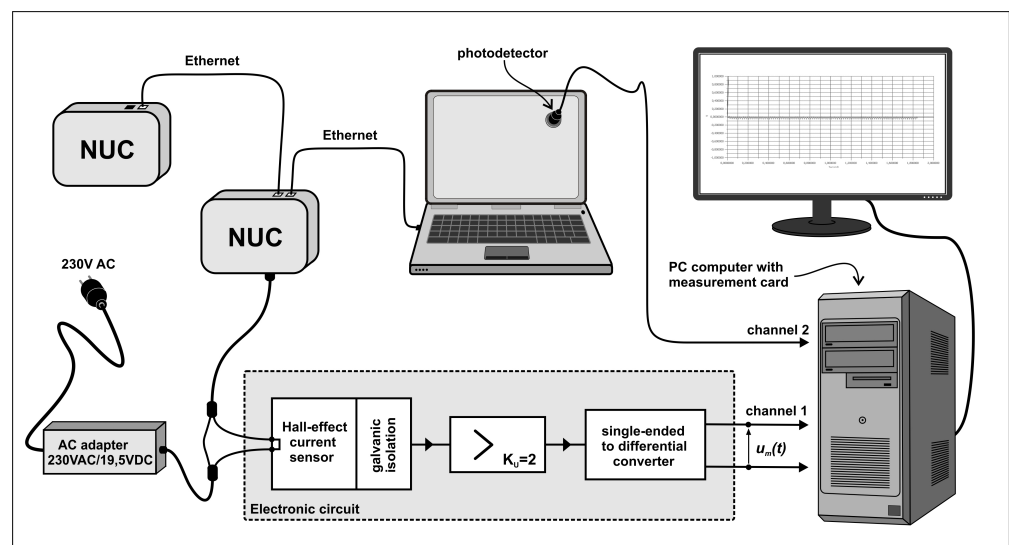 Ethernet
photodetector
NUC
Ethernet
NUC
230V AC
PC computer with
measurement card
channel 2
AC adapter
230VAC/19,5VDC
Hall-effect
current
sensor
galvanic
isolation
K_U=2
single-ended
to differential
converter
channel 1
u_m(t)
Electronic circuit